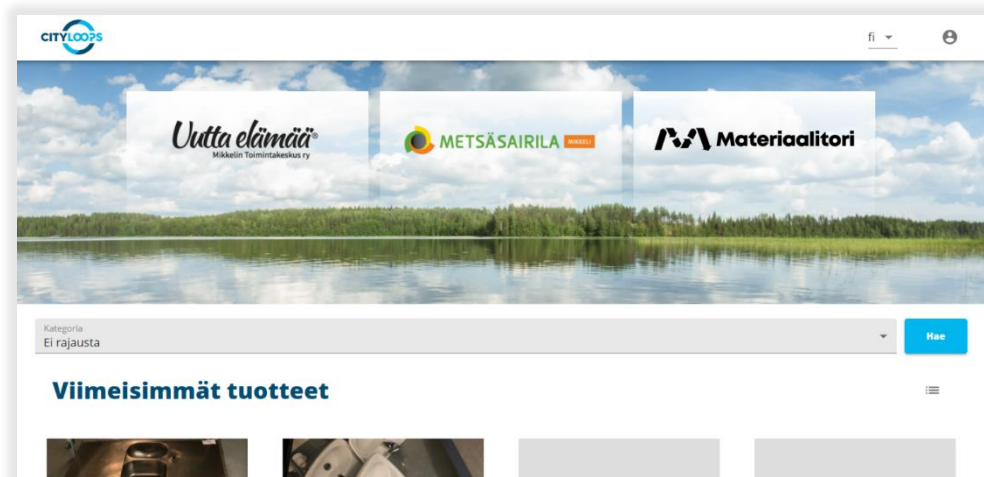 CITYLOOPS
fi
Uutta elämää®
Mikkelin Toimintakeskus ry
METSÄSAIRILA MIKKELI
Materiaalitori
Kategoria
Ei rajausta
Hae
Viimeisimmät tuotteet